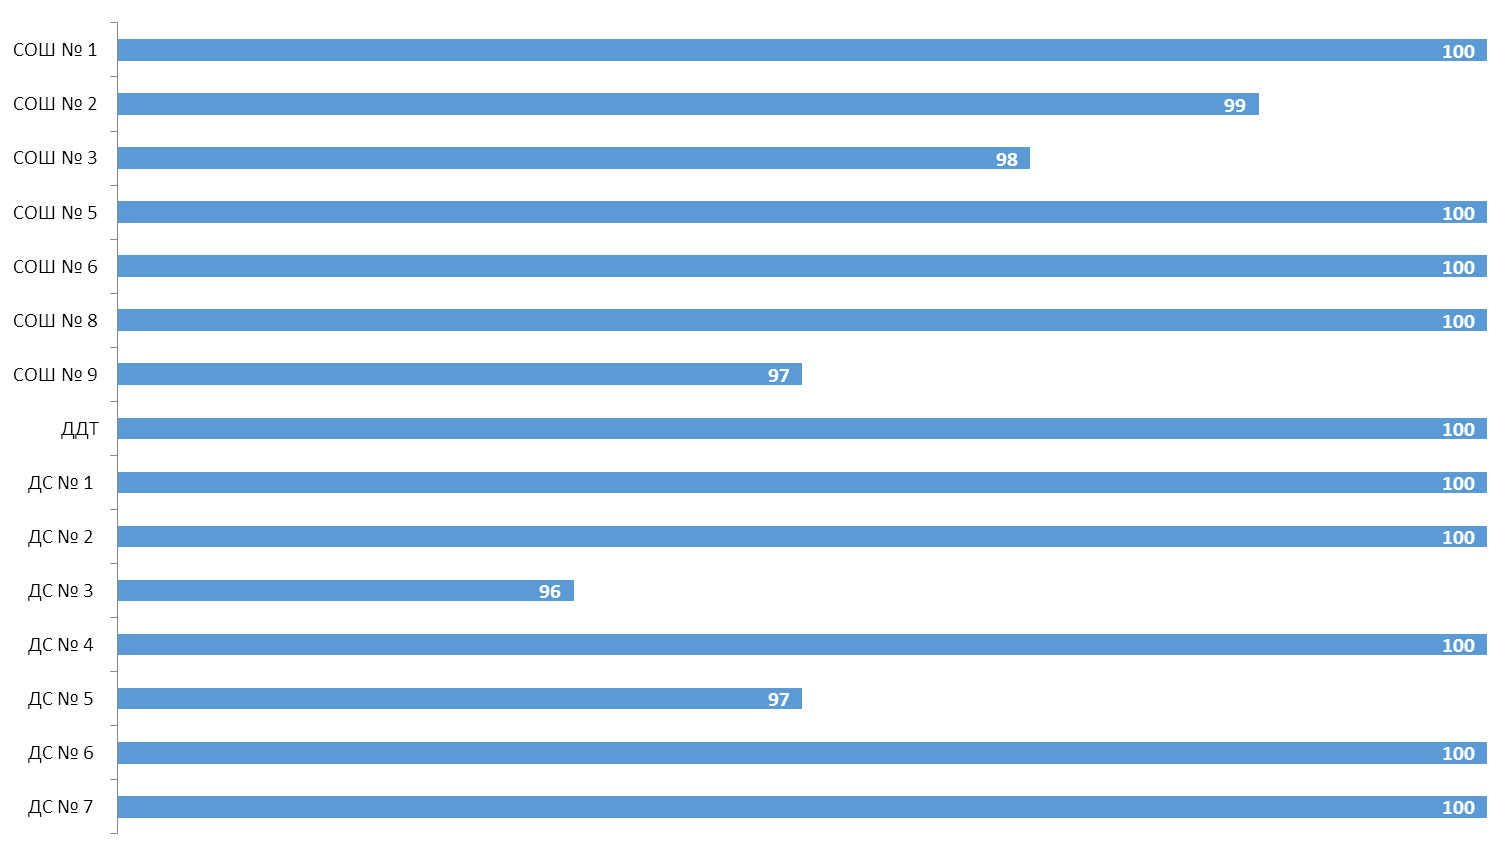 СОШ № 1 100
СОШ № 2 99
СОШ № 3 98
СОШ № 5 100
СОШ № 6 100
СОШ № 8 100
СОШ № 9 97
ДДТ 100
ДС № 1 100
ДС № 2 100
ДС № 3 96
ДС № 4 100
ДС № 5 97
ДС № 6 100
ДС № 7 100